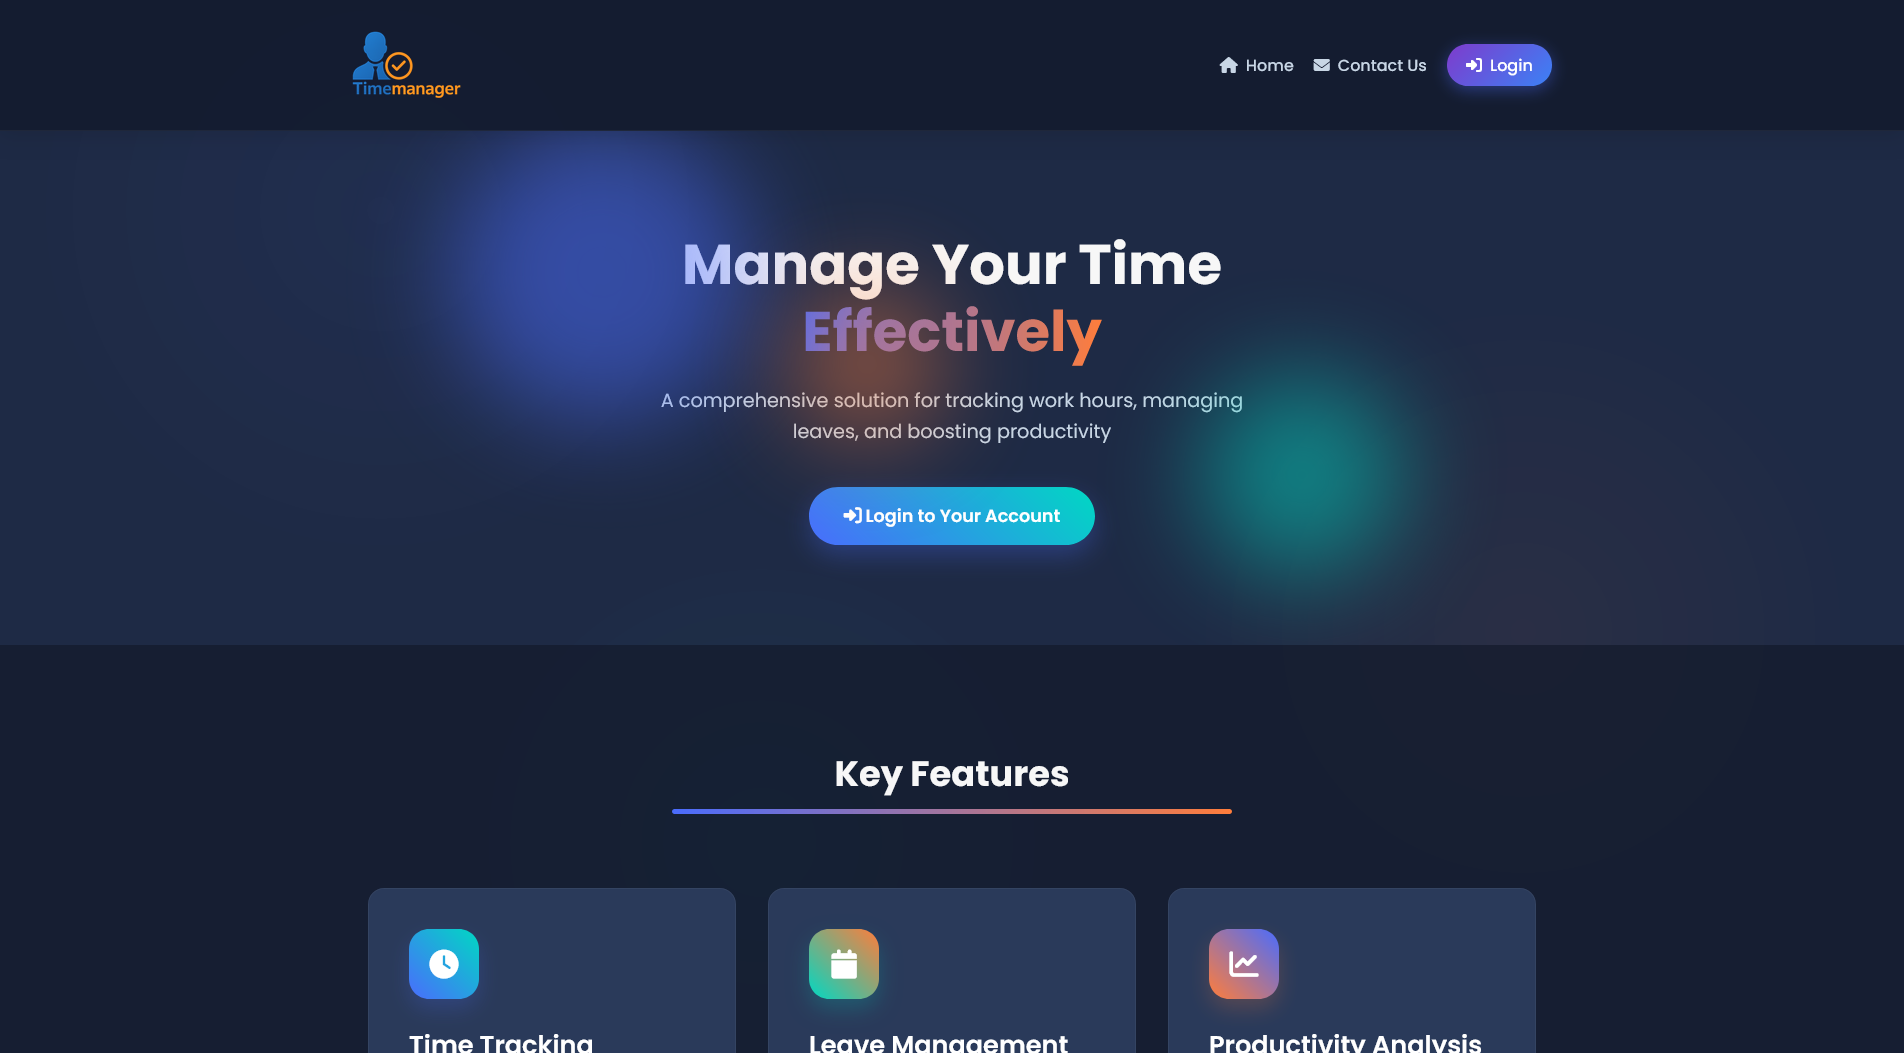 Timemanager
Home
Contact Us
Login
Manage Your Time
Effectively
A comprehensive solution for tracking work hours, managing
leaves, and boosting productivity
Login to Your Account
Key Features
Time Tracking
Leave Management
Productivity Analysis